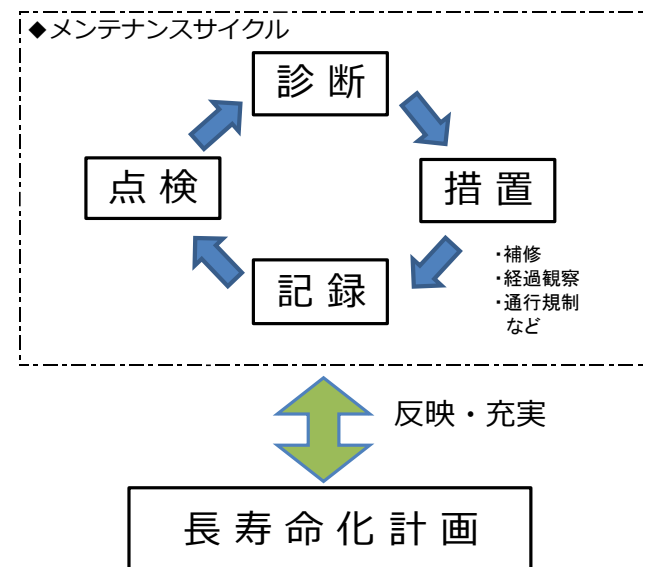 ◆メンテナンスサイクル
診断
点検
措置
記録
・補修
・経過観察
・通行規制
など
反映・充実
長寿命化計画